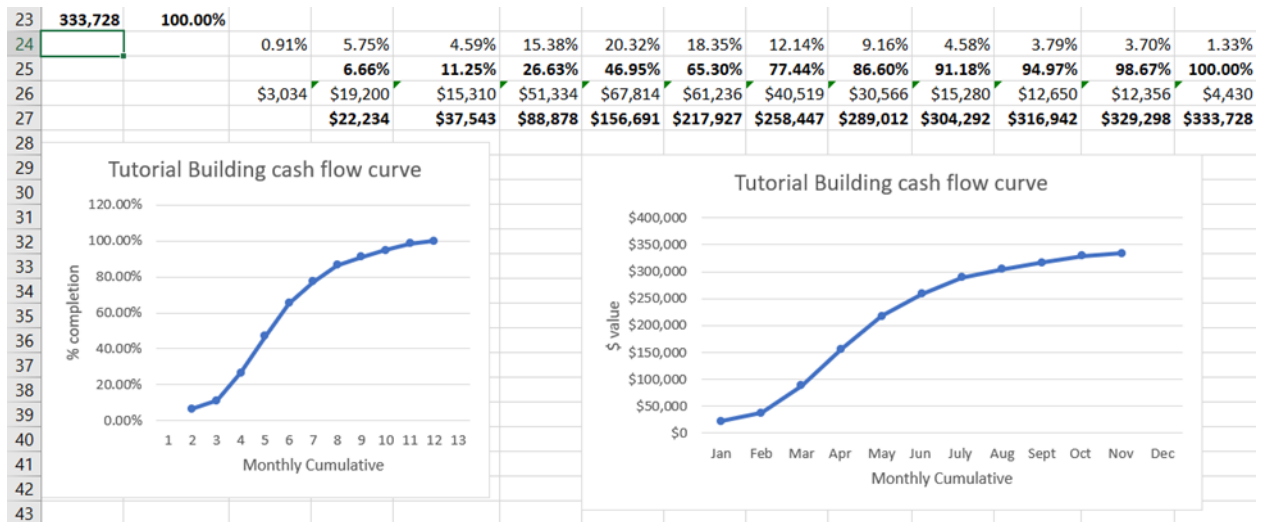 23 333,728 100.00%
24 0.91% 5.75% 4.59% 15.38% 20.32% 18.35% 12.14% 9.16% 4.58% 3.79% 3.70% 1.33%
25 6.66% 11.25% 26.63% 46.95% 65.30% 77.44% 86.60% 91.18% 94.97% 98.67% 100.00%
26 $3,034 $19,200 $15,310 $51,334 $67,814 $61,236 $40,519 $30,566 $15,280 $12,650 $12,356 $4,430
27 $22,234 $37,543 $88,878 $156,691 $217,927 $258,447 $289,012 $304,292 $316,942 $329,298 $333,728
28
29
30
31
32
33
34
35
36
37
38
39
40
41
42
43
Tutorial Building cash flow curve
120.00%
100.00%
80.00%
60.00%
40.00%
20.00%
0.00%
% completion
1 2 3 4 5 6 7 8 9 10 11 12 13
Monthly Cumulative
Tutorial Building cash flow curve
$400,000
$350,000
$300,000
$250,000
$200,000
$150,000
$100,000
$50,000
$0
$ value
Jan Feb Mar Apr May Jun July Aug Sept Oct Nov Dec
Monthly Cumulative